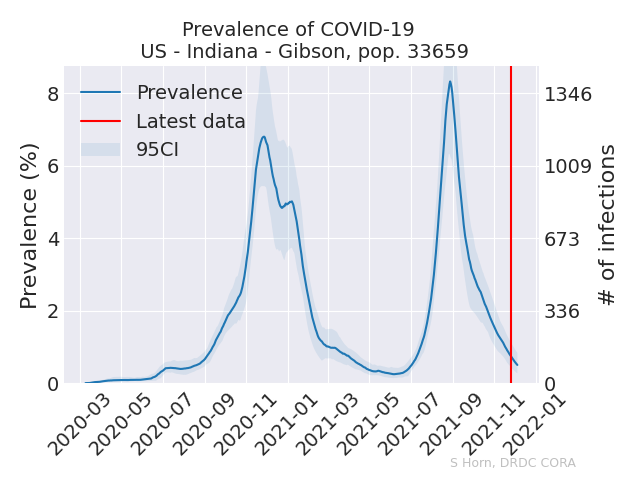 Prevalence of COVID-19
US - Indiana - Gibson, pop. 33659
Prevalence
Latest data
95CI
Prevalence (%)
8
6
4
2
0
1346
1009
673
336
0
# of infections
2020-03
2020-05
2020-07
2020-09
2020-11
2021-01
2021-03
2021-05
2021-07
2021-09
2021-11
2022-01
S Horn, DRDC CORA